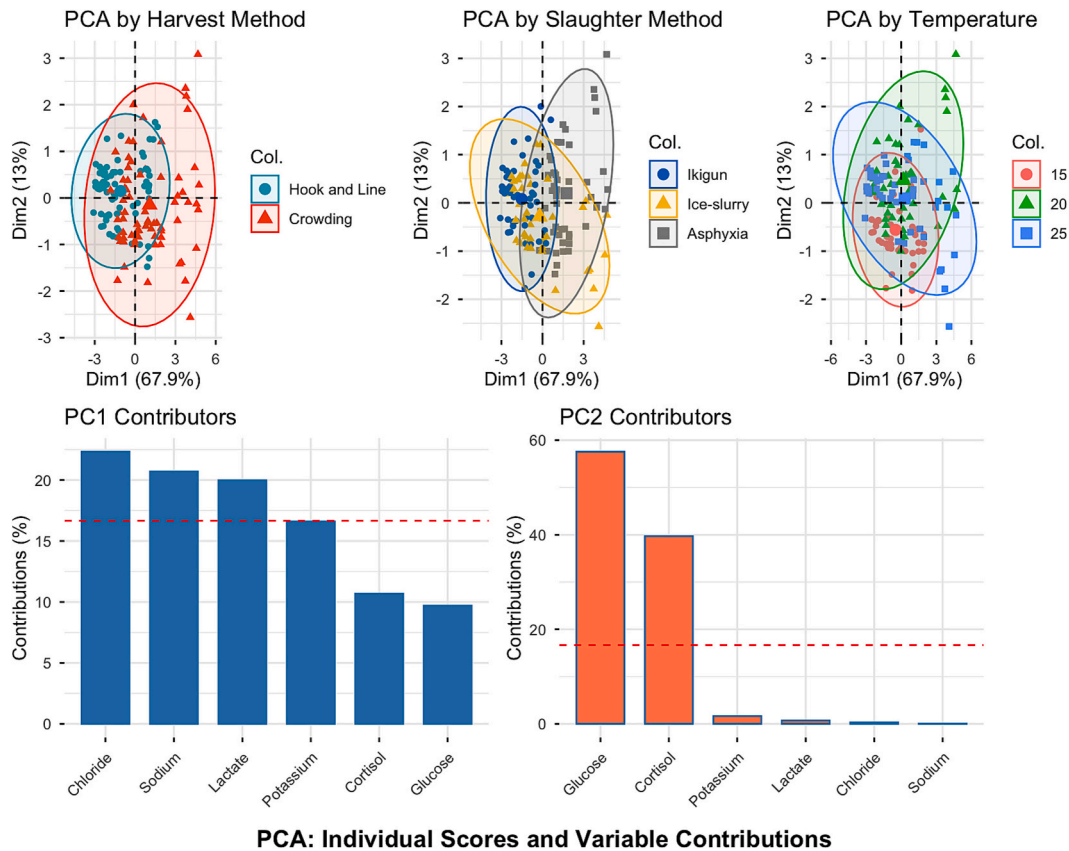 PCA by Harvest Method
3
2
1
0
-1
-2
-3
Dim2 (13%)
-3
0
3
6
Dim1 (67.9%)
Col.
Hook and Line
Crowding
PCA by Slaughter Method
3
2
1
0
-1
-2
Dim2 (13%)
-3
0
3
Dim1 (67.9%)
Col.
Ikigun
Ice-slurry
Asphyxia
PCA by Temperature
3
2
1
0
-1
-2
Dim2 (13%)
-6
-3
0
3
6
Dim1 (67.9%)
Col.
15
20
25
PC1 Contributors
20
15
10
5
0
Contributions (%)
Chloride
Sodium
Lactate
Potassium
Cortisol
Glucose
PC2 Contributors
60
40
20
0
Contributions (%)
Glucose
Cortisol
Potassium
Lactate
Chloride
Sodium
PCA: Individual Scores and Variable Contributions